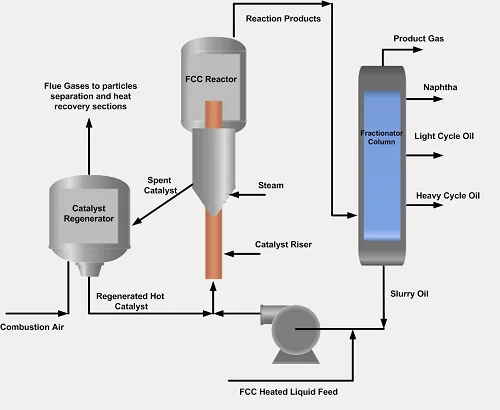 Reaction Products
Product Gas
FCC Reactor
Flue Gases to particles
separation and heat
recovery sections
Naphtha
Fractionator
Column
Light Cycle Oil
Spent
Catalyst
Steam
Heavy Cycle Oil
Catalyst
Regenerator
Catalyst Riser
Regenerated Hot
Catalyst
Slurry Oil
Combustion Air
FCC Heated Liquid Feed